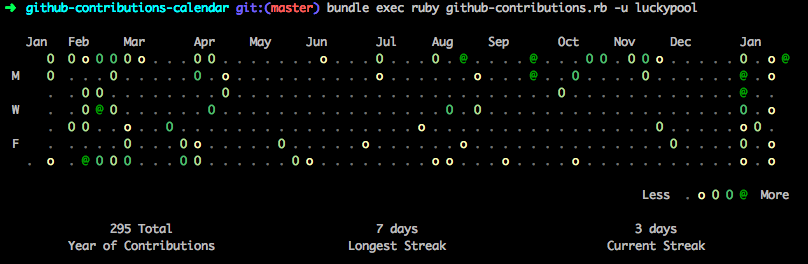 ➜ github-contributions-calendar git:(master) bundle exec ruby github-contributions.rb -u luckypool
Jan Feb Mar Apr May Jun Jul Aug Sep Oct Nov Dec Jan
O O o O O O o . . . O O . . . . . . . o . . . . . . . O . @ . . . . @ . . . O O . O O o . . . . . . . o @
M O . . . O . . . . . O . o . . . . . . . . . . o . . . . . . o . . . @ . . O . . . . O . . . . . . @ . o
. . O O . . . . . . . . O . . . . . . . . . . . . . . . . . . . . . . . O . . . . . . . . . . . . @ . .
W . . O @ O . . . . . . O . . . . . . . . . . . . . . . . O . O . . . . . . . . . . . . . . . . . . O . o
. O O . . o . . O . . . . . . . . . . . . . . . . . o . . . . . . . . . . . . . . . . O . . . . . o O .
F . . . . . O . . . O o . . . . . O . . . . . o . . . . . . o . . . . . . . . . . . . . . O . . . . O . o
. o . @ O O O . . . O O . . . . . . O o . . . . . . . . o o . . . o . . . . o . . . . . . . . . . . o . o
Less . o O O @ More
295 Total 7 days 3 days
Year of Contributions Longest Streak Current Streak